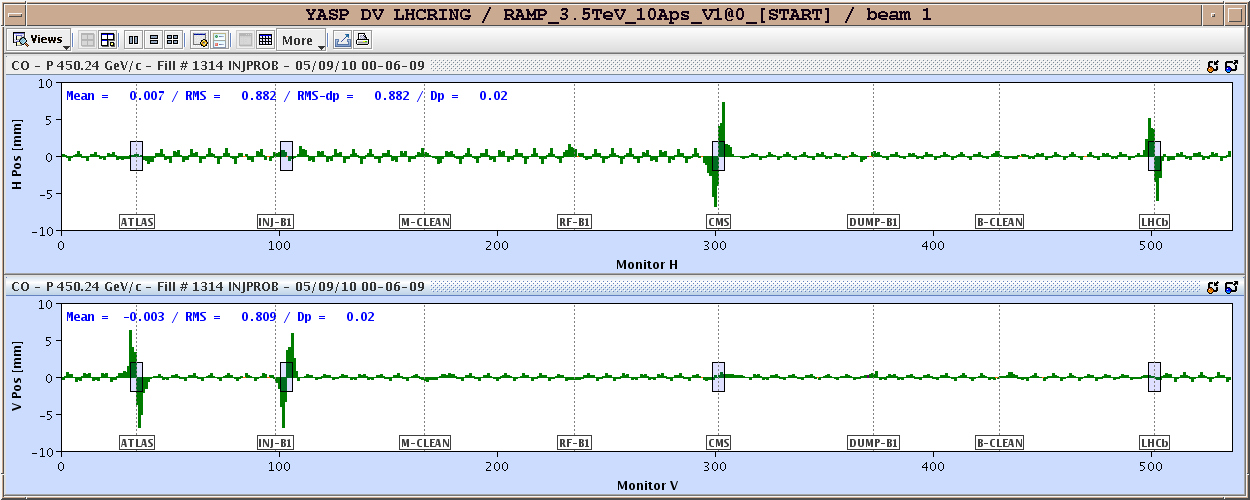 YASP DV LHCRING / RAMP_3.5TeV_10Aps_V1@0_[START] / beam 1
Views More
CO - P 450.24 GeV/c - Fill # 1314 INJPROB - 05/09/10 00-06-09
Mean = 0.007 / RMS = 0.882 / RMS-dp = 0.882 / Dp = 0.02
H Pos [mm]
10
5
0
-5
-10
ATLAS INJ-B1 M-CLEAN RF-B1 CMS DUMP-B1 B-CLEAN LHCb
0 100 200 300 400 500
Monitor H
CO - P 450.24 GeV/c - Fill # 1314 INJPROB - 05/09/10 00-06-09
Mean = -0.003 / RMS = 0.809 / Dp = 0.02
V Pos [mm]
10
5
0
-5
-10
ATLAS INJ-B1 M-CLEAN RF-B1 CMS DUMP-B1 B-CLEAN LHCb
0 100 200 300 400 500
Monitor V